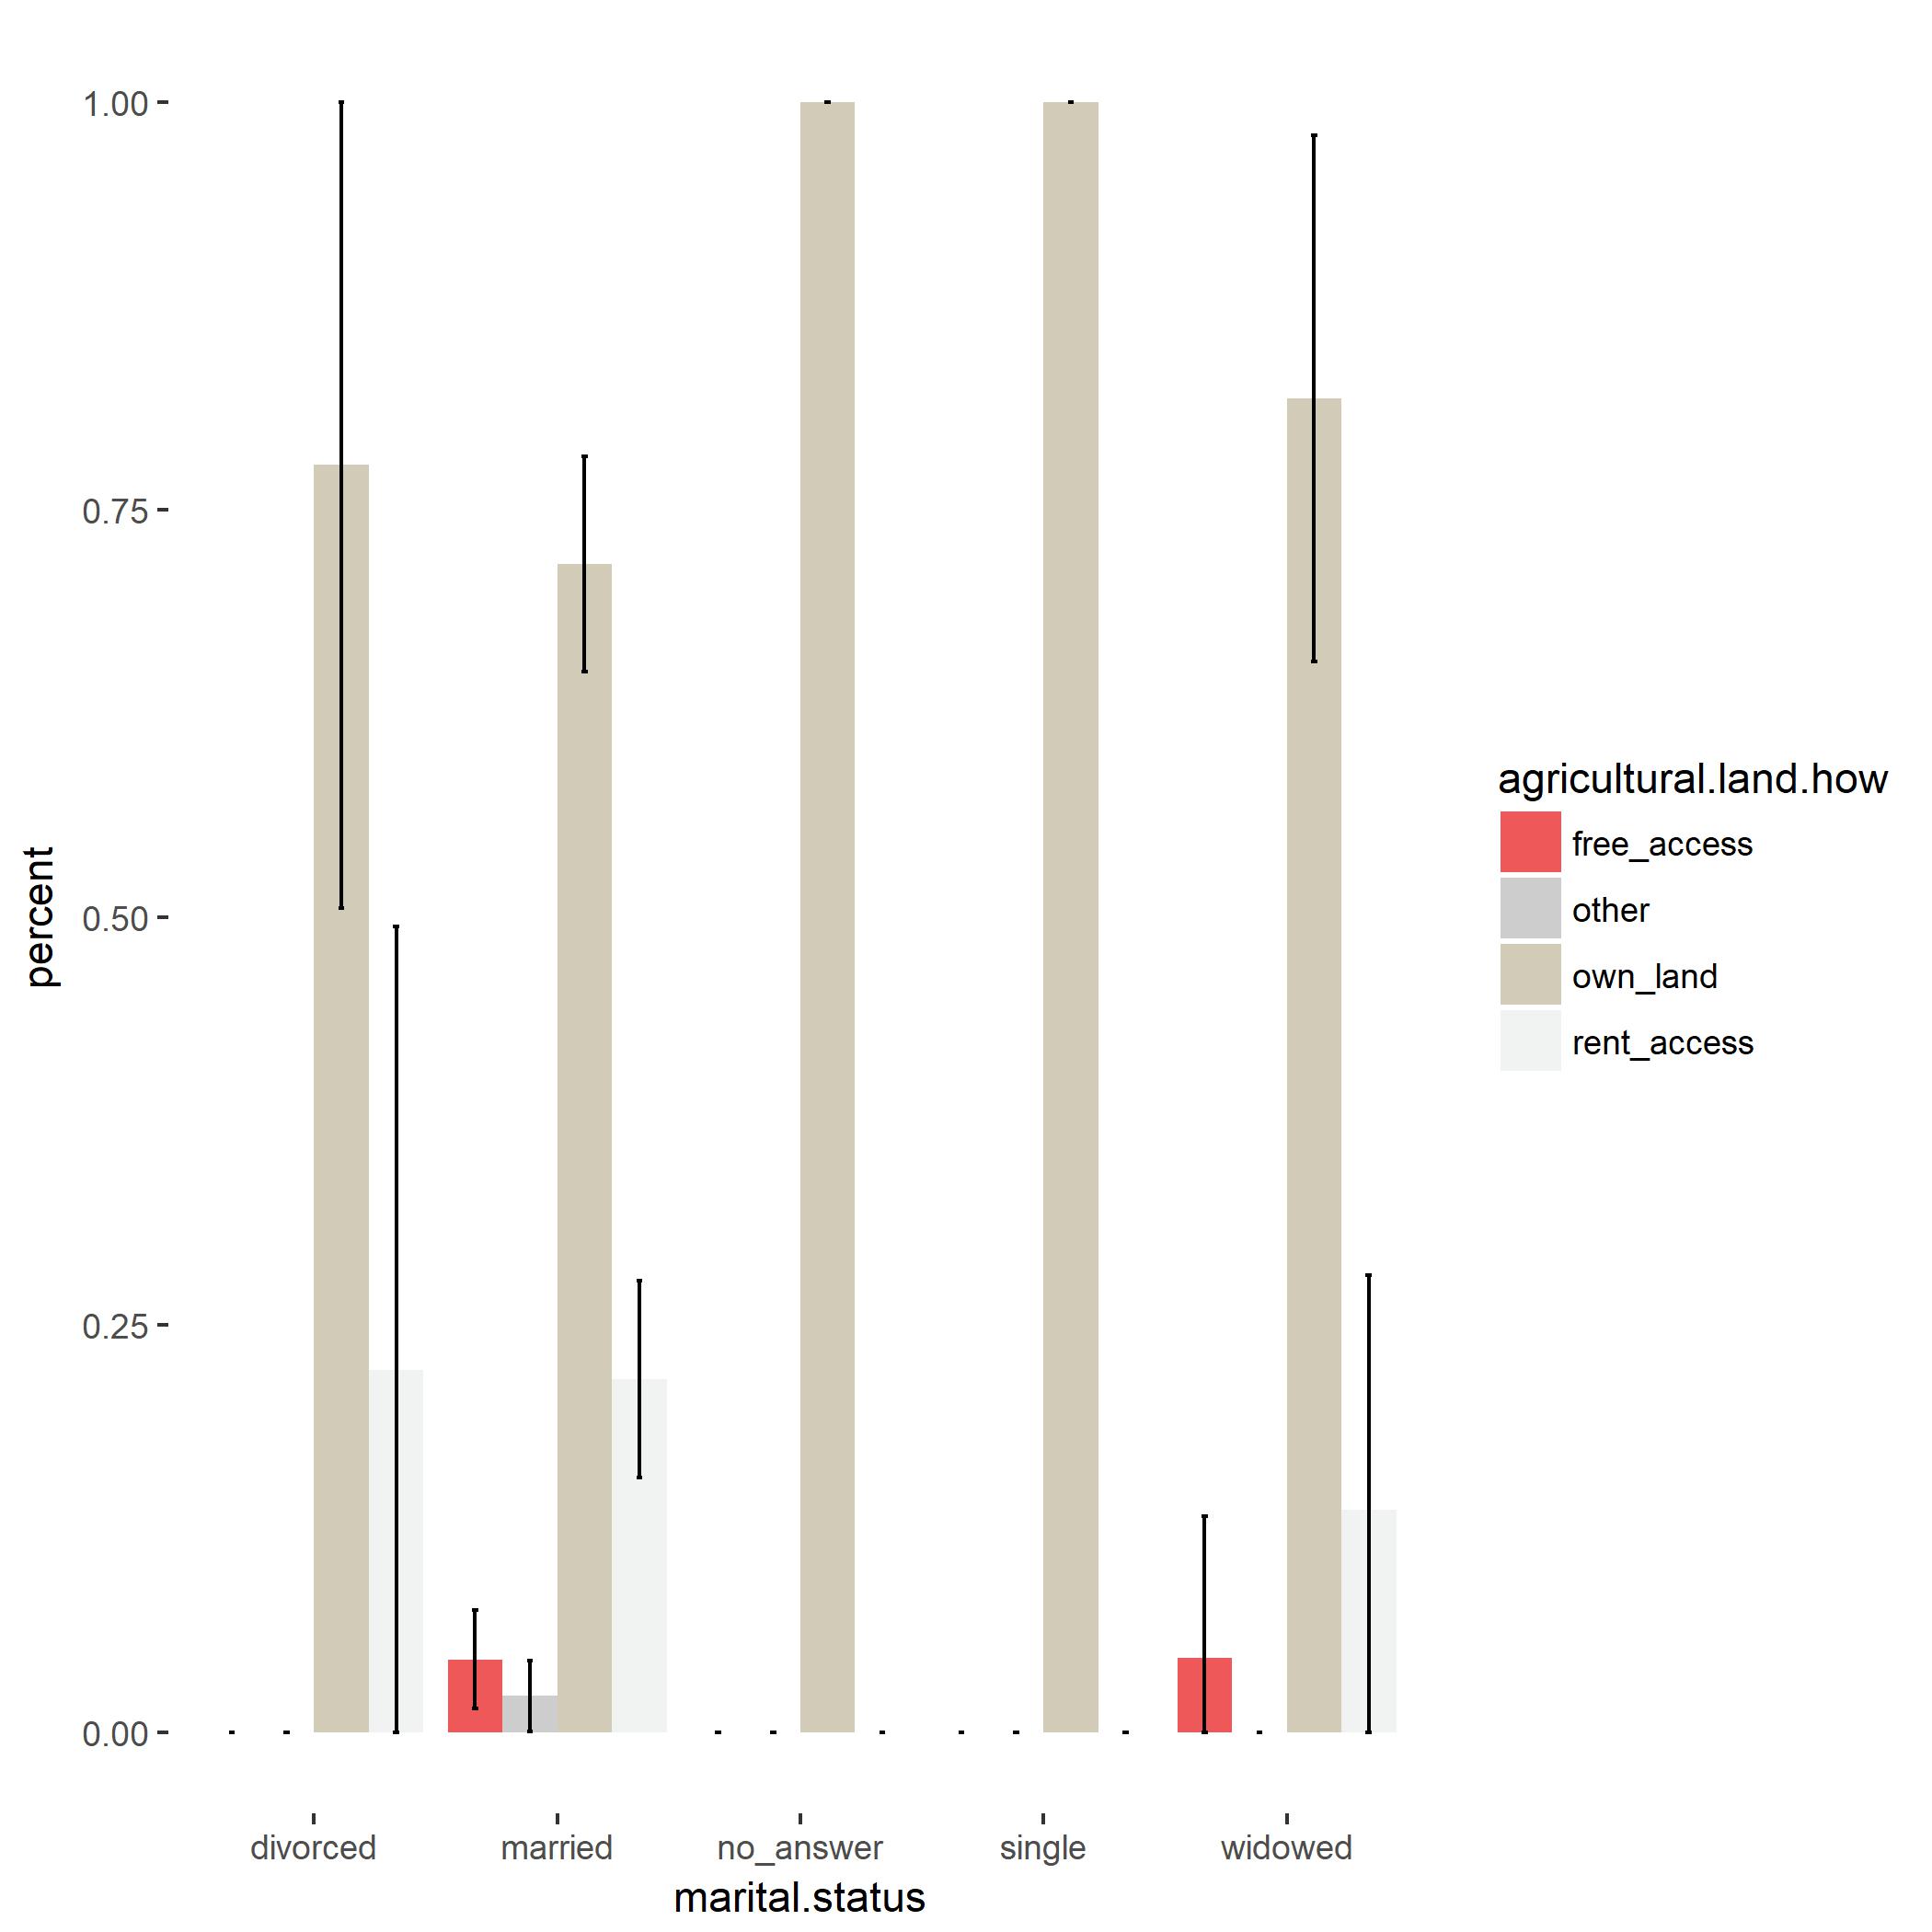 1.00
0.75
0.50
0.25
0.00
percent
divorced married no_answer single widowed
marital.status
agricultural.land.how
free_access
other
own_land
rent_access